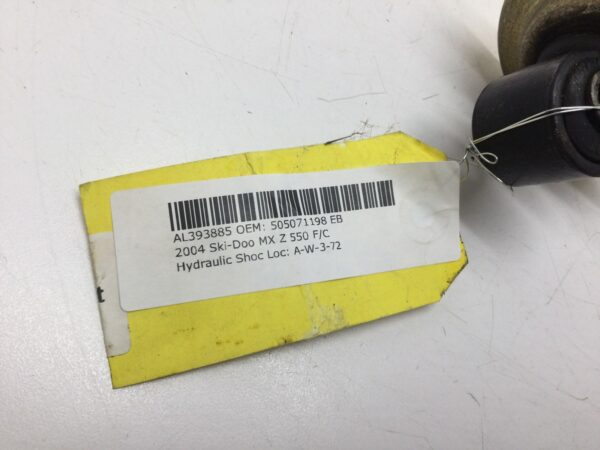 AL393885 OEM: 505071198 EB
2004 Ski-Doo MX Z 550 F/C
Hydraulic Shoc Loc: A-W-3-72
t